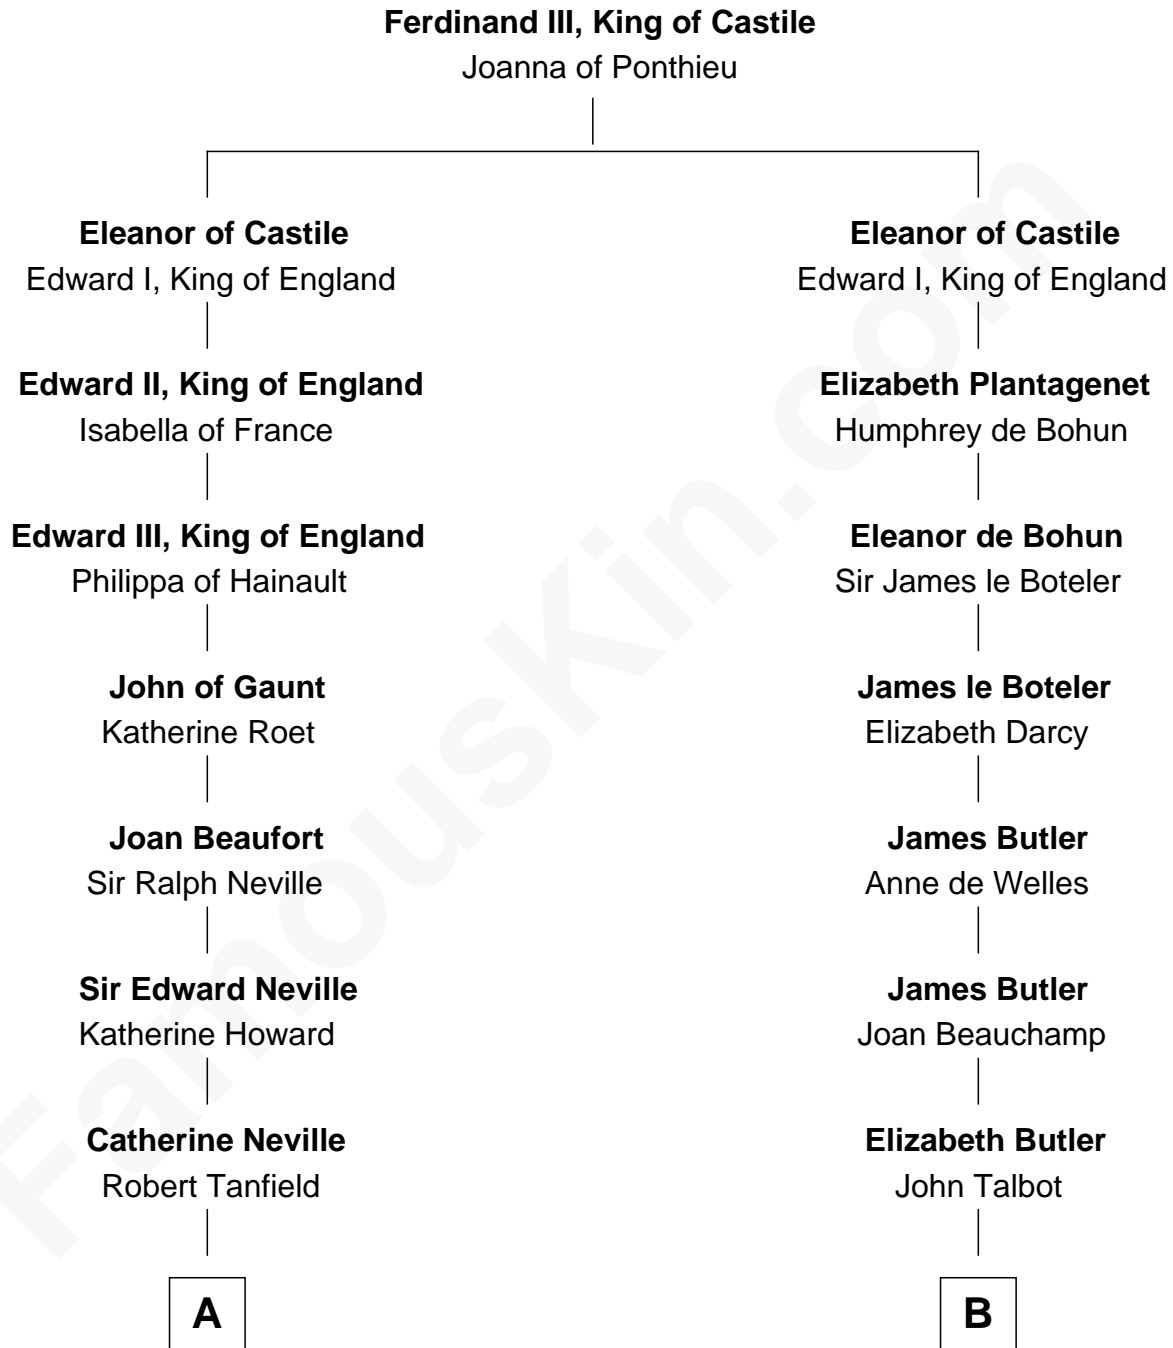 Ferdinand III, King of Castile
Joanna of Ponthieu
Eleanor of Castile
Edward I, King of England
Edward II, King of England
Isabella of France
Edward III, King of England
Philippa of Hainault
John of Gaunt
Katherine Roet
Joan Beaufort
Sir Ralph Neville
Sir Edward Neville
Katherine Howard
Catherine Neville
Robert Tanfield
A
Eleanor of Castile
Edward I, King of England
Elizabeth Plantagenet
Humphrey de Bohun
Eleanor de Bohun
Sir James le Boteler
James le Boteler
Elizabeth Darcy
James Butler
Anne de Welles
James Butler
Joan Beauchamp
Elizabeth Butler
John Talbot
B
FamousKin.com